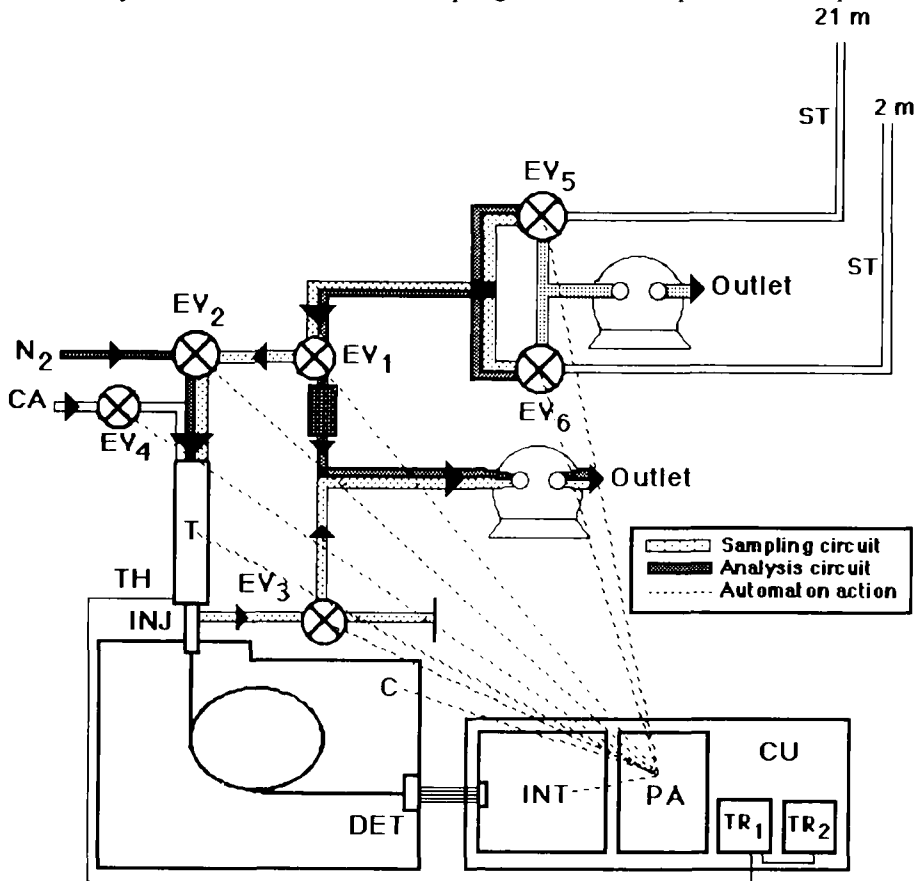 21 m
2 m
ST
EV5
ST
Outlet
EV2
N2
EV1
CA
EV4
EV6
Outlet
T
Sampling circuit
Analysis circuit
Automaton action
TH
EV3
INJ
C
CU
INT
PA
DET
TR1
TR2